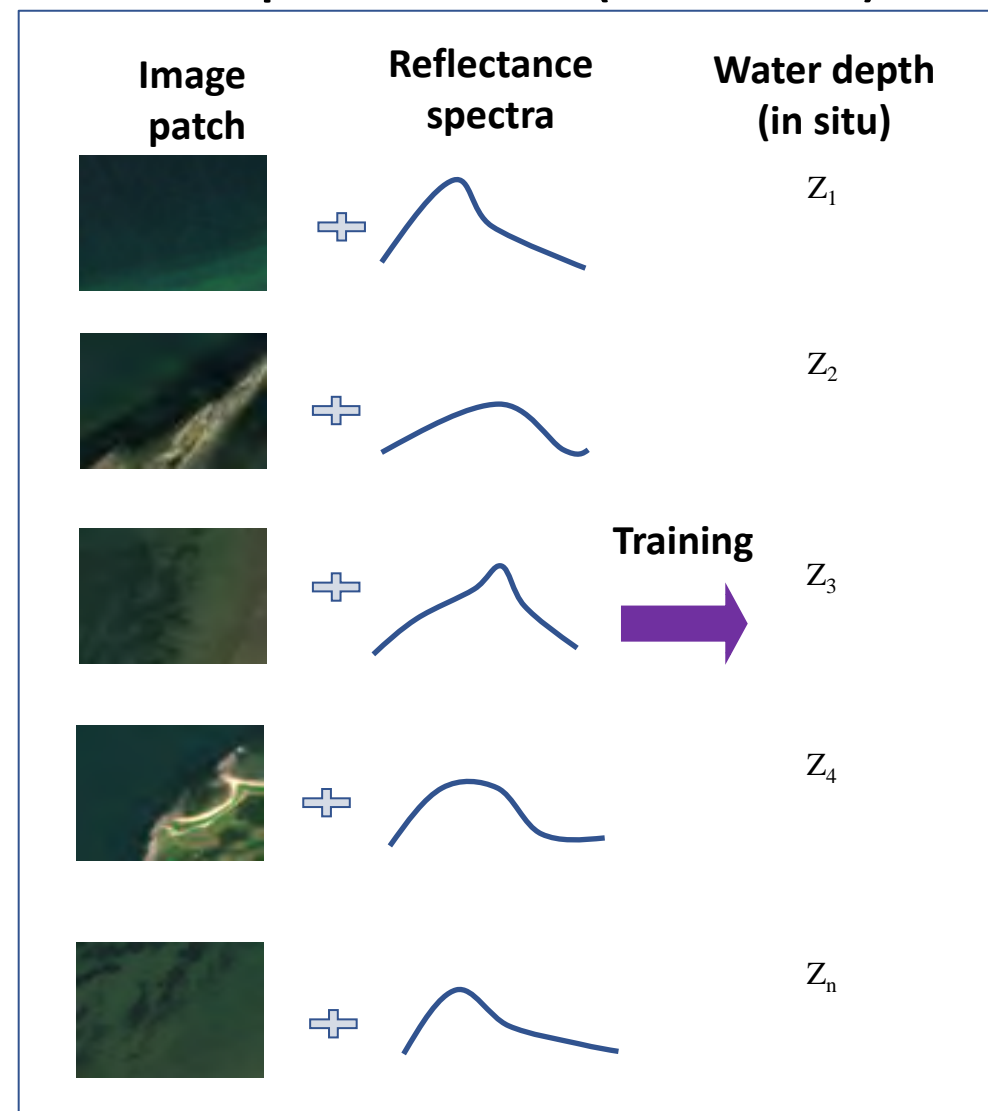 Image
patch
Reflectance
spectra
Water depth
(in situ)
Z1
Z2
Training
Z3
Z4
Zn